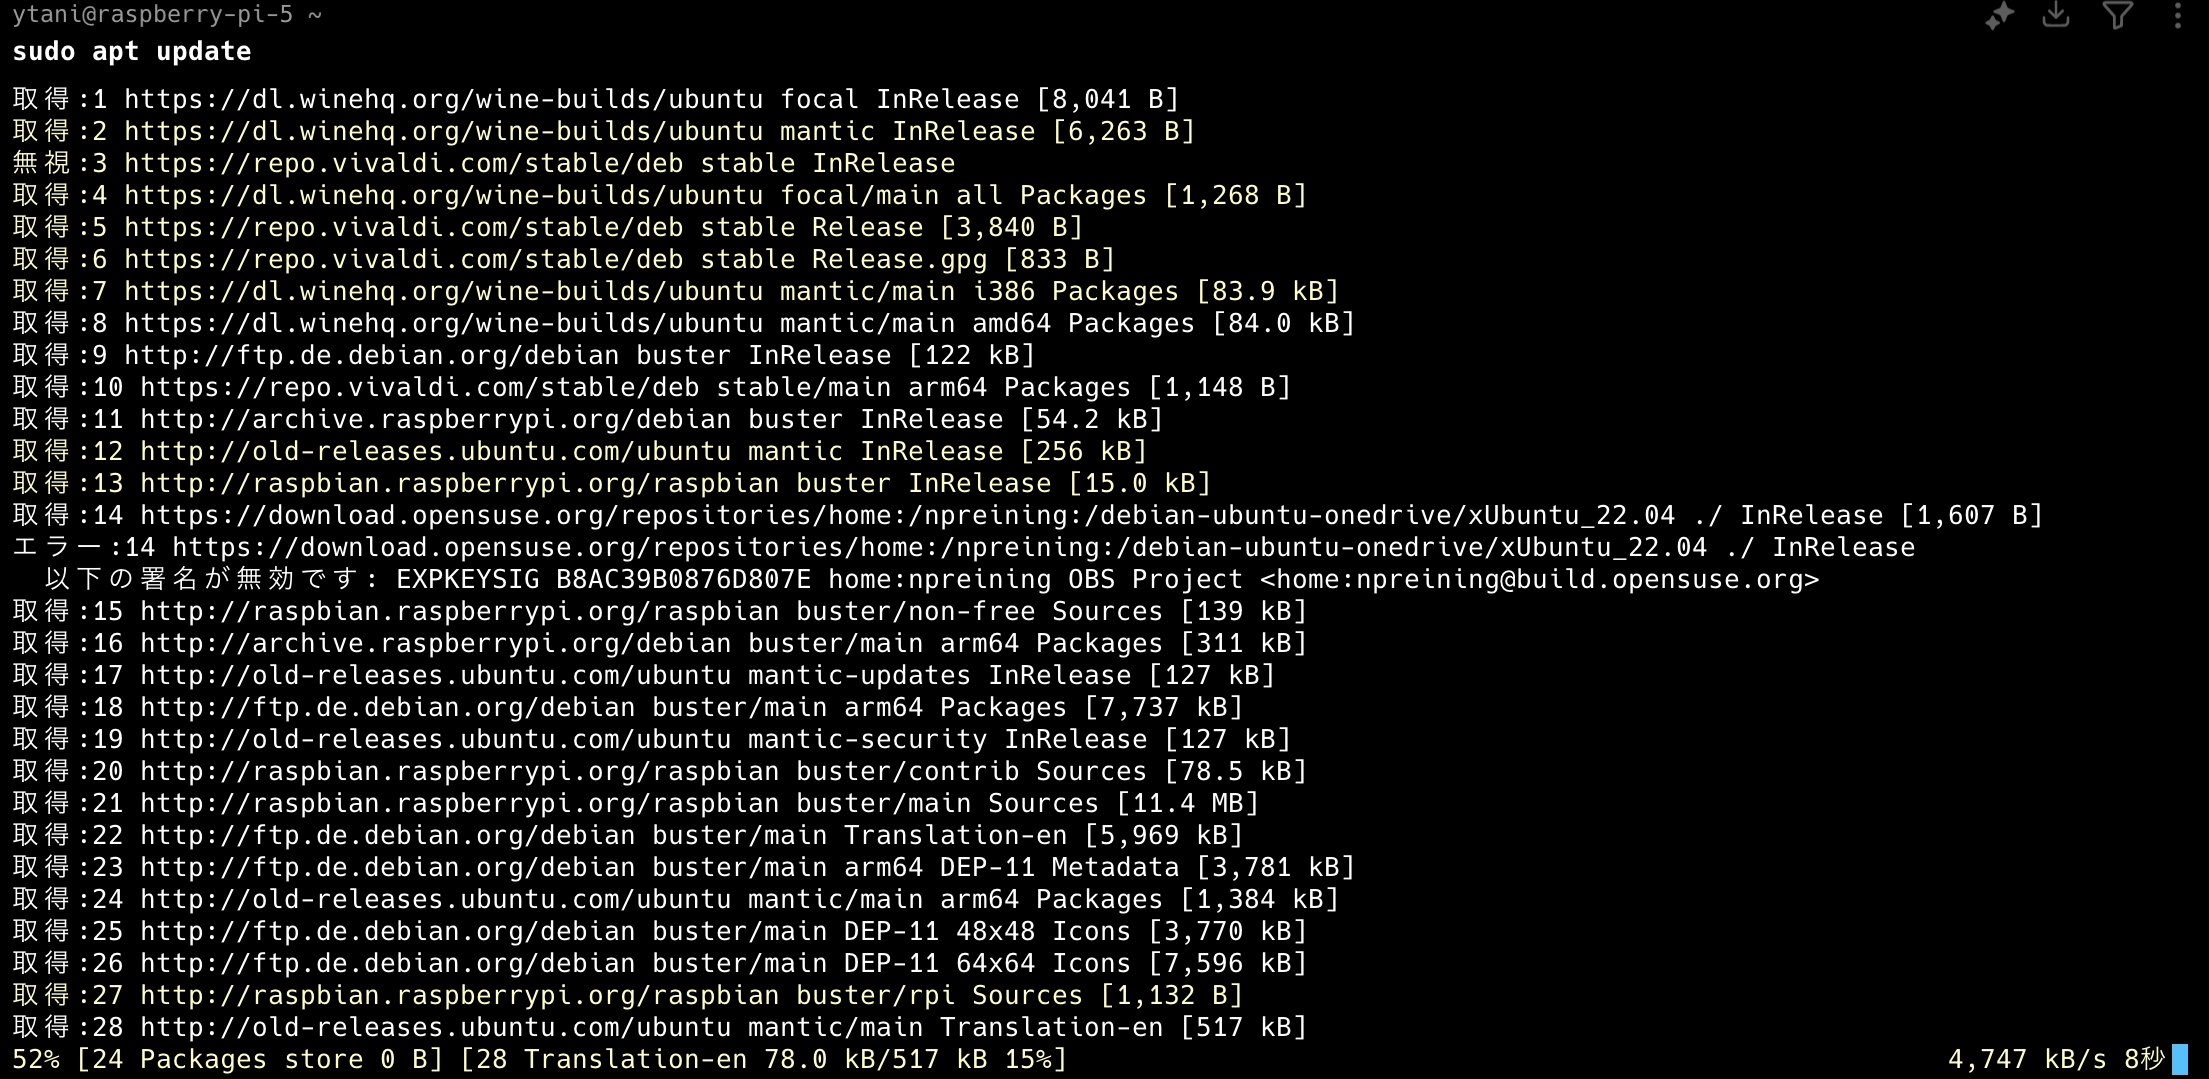 ytani@raspberry-pi-5 ~
sudo apt update
取得:1 https://dl.winehq.org/wine-builds/ubuntu focal InRelease [8,041 B]
取得:2 https://dl.winehq.org/wine-builds/ubuntu mantic InRelease [6,263 B]
無視:3 https://repo.vivaldi.com/stable/deb stable InRelease
取得:4 https://dl.winehq.org/wine-builds/ubuntu focal/main all Packages [1,268 B]
取得:5 https://repo.vivaldi.com/stable/deb stable Release [3,840 B]
取得:6 https://repo.vivaldi.com/stable/deb stable Release.gpg [833 B]
取得:7 https://dl.winehq.org/wine-builds/ubuntu mantic/main i386 Packages [83.9 kB]
取得:8 https://dl.winehq.org/wine-builds/ubuntu mantic/main amd64 Packages [84.0 kB]
取得:9 http://ftp.de.debian.org/debian buster InRelease [122 kB]
取得:10 https://repo.vivaldi.com/stable/deb stable/main arm64 Packages [1,148 B]
取得:11 http://archive.raspberrypi.org/debian buster InRelease [54.2 kB]
取得:12 http://old-releases.ubuntu.com/ubuntu mantic InRelease [256 kB]
取得:13 http://raspbian.raspberrypi.org/raspbian buster InRelease [15.0 kB]
取得:14 https://download.opensuse.org/repositories/home:/npreining:/debian-ubuntu-onedrive/xUbuntu_22.04 ./ InRelease [1,607 B]
エラー:14 https://download.opensuse.org/repositories/home:/npreining:/debian-ubuntu-onedrive/xUbuntu_22.04 ./ InRelease
以下の署名が無効です: EXPKEYSIG B8AC39B0876D807E home:npreining OBS Project <home:npreining@build.opensuse.org>
取得:15 http://raspbian.raspberrypi.org/raspbian buster/non-free Sources [139 kB]
取得:16 http://archive.raspberrypi.org/debian buster/main arm64 Packages [311 kB]
取得:17 http://old-releases.ubuntu.com/ubuntu mantic-updates InRelease [127 kB]
取得:18 http://ftp.de.debian.org/debian buster/main arm64 Packages [7,737 kB]
取得:19 http://old-releases.ubuntu.com/ubuntu mantic-security InRelease [127 kB]
取得:20 http://raspbian.raspberrypi.org/raspbian buster/contrib Sources [78.5 kB]
取得:21 http://raspbian.raspberrypi.org/raspbian buster/main Sources [11.4 MB]
取得:22 http://ftp.de.debian.org/debian buster/main Translation-en [5,969 kB]
取得:23 http://ftp.de.debian.org/debian buster/main arm64 DEP-11 Metadata [3,781 kB]
取得:24 http://old-releases.ubuntu.com/ubuntu mantic/main arm64 Packages [1,384 kB]
取得:25 http://ftp.de.debian.org/debian buster/main DEP-11 48x48 Icons [3,770 kB]
取得:26 http://ftp.de.debian.org/debian buster/main DEP-11 64x64 Icons [7,596 kB]
取得:27 http://raspbian.raspberrypi.org/raspbian buster/rpi Sources [1,132 B]
取得:28 http://old-releases.ubuntu.com/ubuntu mantic/main Translation-en [517 kB]
52% [24 Packages store 0 B] [28 Translation-en 78.0 kB/517 kB 15%] 4,747 kB/s 8秒